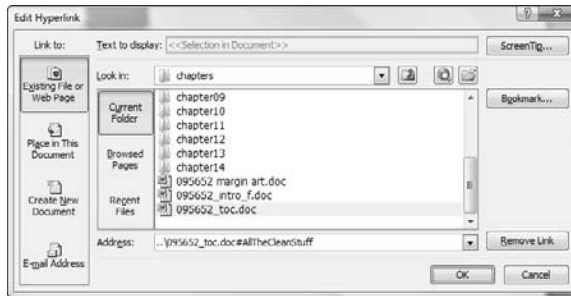 Edit Hyperlink
Link to:
Text to display: <<Selection in Document>>
ScreenTip...
Existing File or
Web Page
Look in: chapters
Current
Folder
chapter09
chapter10
chapter11
chapter12
chapter13
chapter14
095652 margin art.doc
095652_intro_f.doc
095652_toc.doc
Bookmark...
Place in This
Document
Browsed
Pages
Create New
Document
Recent
Files
E-mail Address
Address: ..\095652_toc.doc#AllTheCleanStuff
Remove Link
OK
Cancel